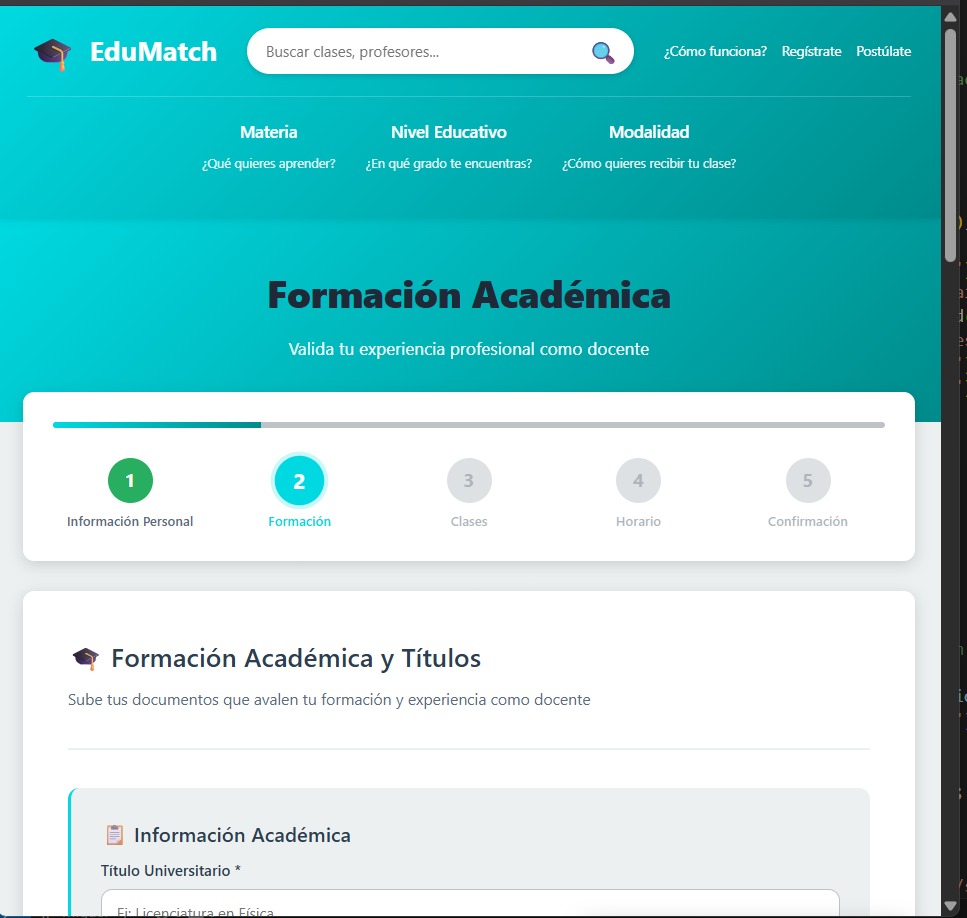 EduMatch
Buscar clases, profesores...
¿Cómo funciona? Regístrate Postúlate
Materia Nivel Educativo Modalidad
¿Qué quieres aprender? ¿En qué grado te encuentras? ¿Cómo quieres recibir tu clase?
Formación Académica
Valida tu experiencia profesional como docente
1 2 3 4 5
Información Personal Formación Clases Horario Confirmación
Formación Académica y Títulos
Sube tus documentos que avalen tu formación y experiencia como docente
Información Académica
Título Universitario *
Ej: Licenciatura en Física